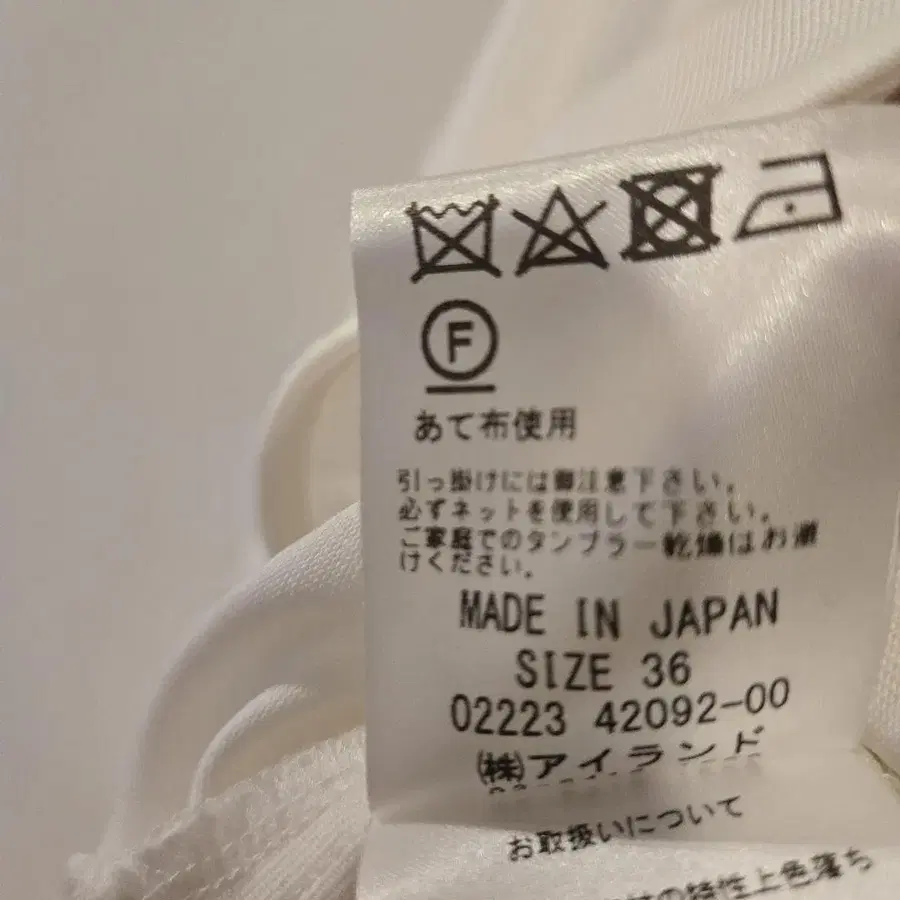 F
あて布使用
引っ掛けには御注意下さい。
必ずネットを使用して下さい。
ご家庭でのタンブラー乾燥はお避
けください。
MADE IN JAPAN
SIZE 36
02223 42092-00
㈱アイランド
お取扱いについて
の特性上色落ち